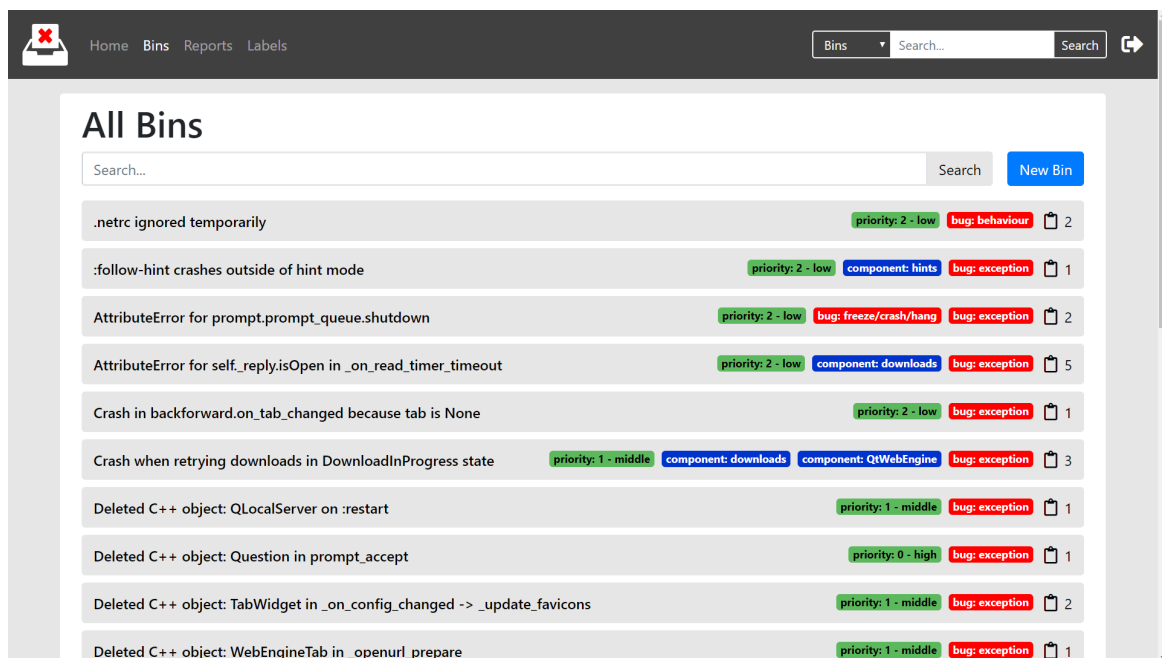 Home Bins Reports Labels Bins Search... Search
All Bins
Search... Search New Bin
.netrc ignored temporarily priority: 2 - low bug: behaviour 2
:follow-hint crashes outside of hint mode priority: 2 - low component: hints bug: exception 1
AttributeError for prompt.prompt_queue.shutdown priority: 2 - low bug: freeze/crash/hang bug: exception 2
AttributeError for self._reply.isOpen in _on_read_timer_timeout priority: 2 - low component: downloads bug: exception 5
Crash in backforward.on_tab_changed because tab is None priority: 2 - low bug: exception 1
Crash when retrying downloads in DownloadInProgress state priority: 1 - middle component: downloads component: QtWebEngine bug: exception 3
Deleted C++ object: QLocalServer on :restart priority: 1 - middle bug: exception 1
Deleted C++ object: Question in prompt_accept priority: 0 - high bug: exception 1
Deleted C++ object: TabWidget in _on_config_changed -> _update_favicons priority: 1 - middle bug: exception 2
Deleted C++ object: WebEngineTab in _openurl_prepare priority: 1 - middle bug: exception 1